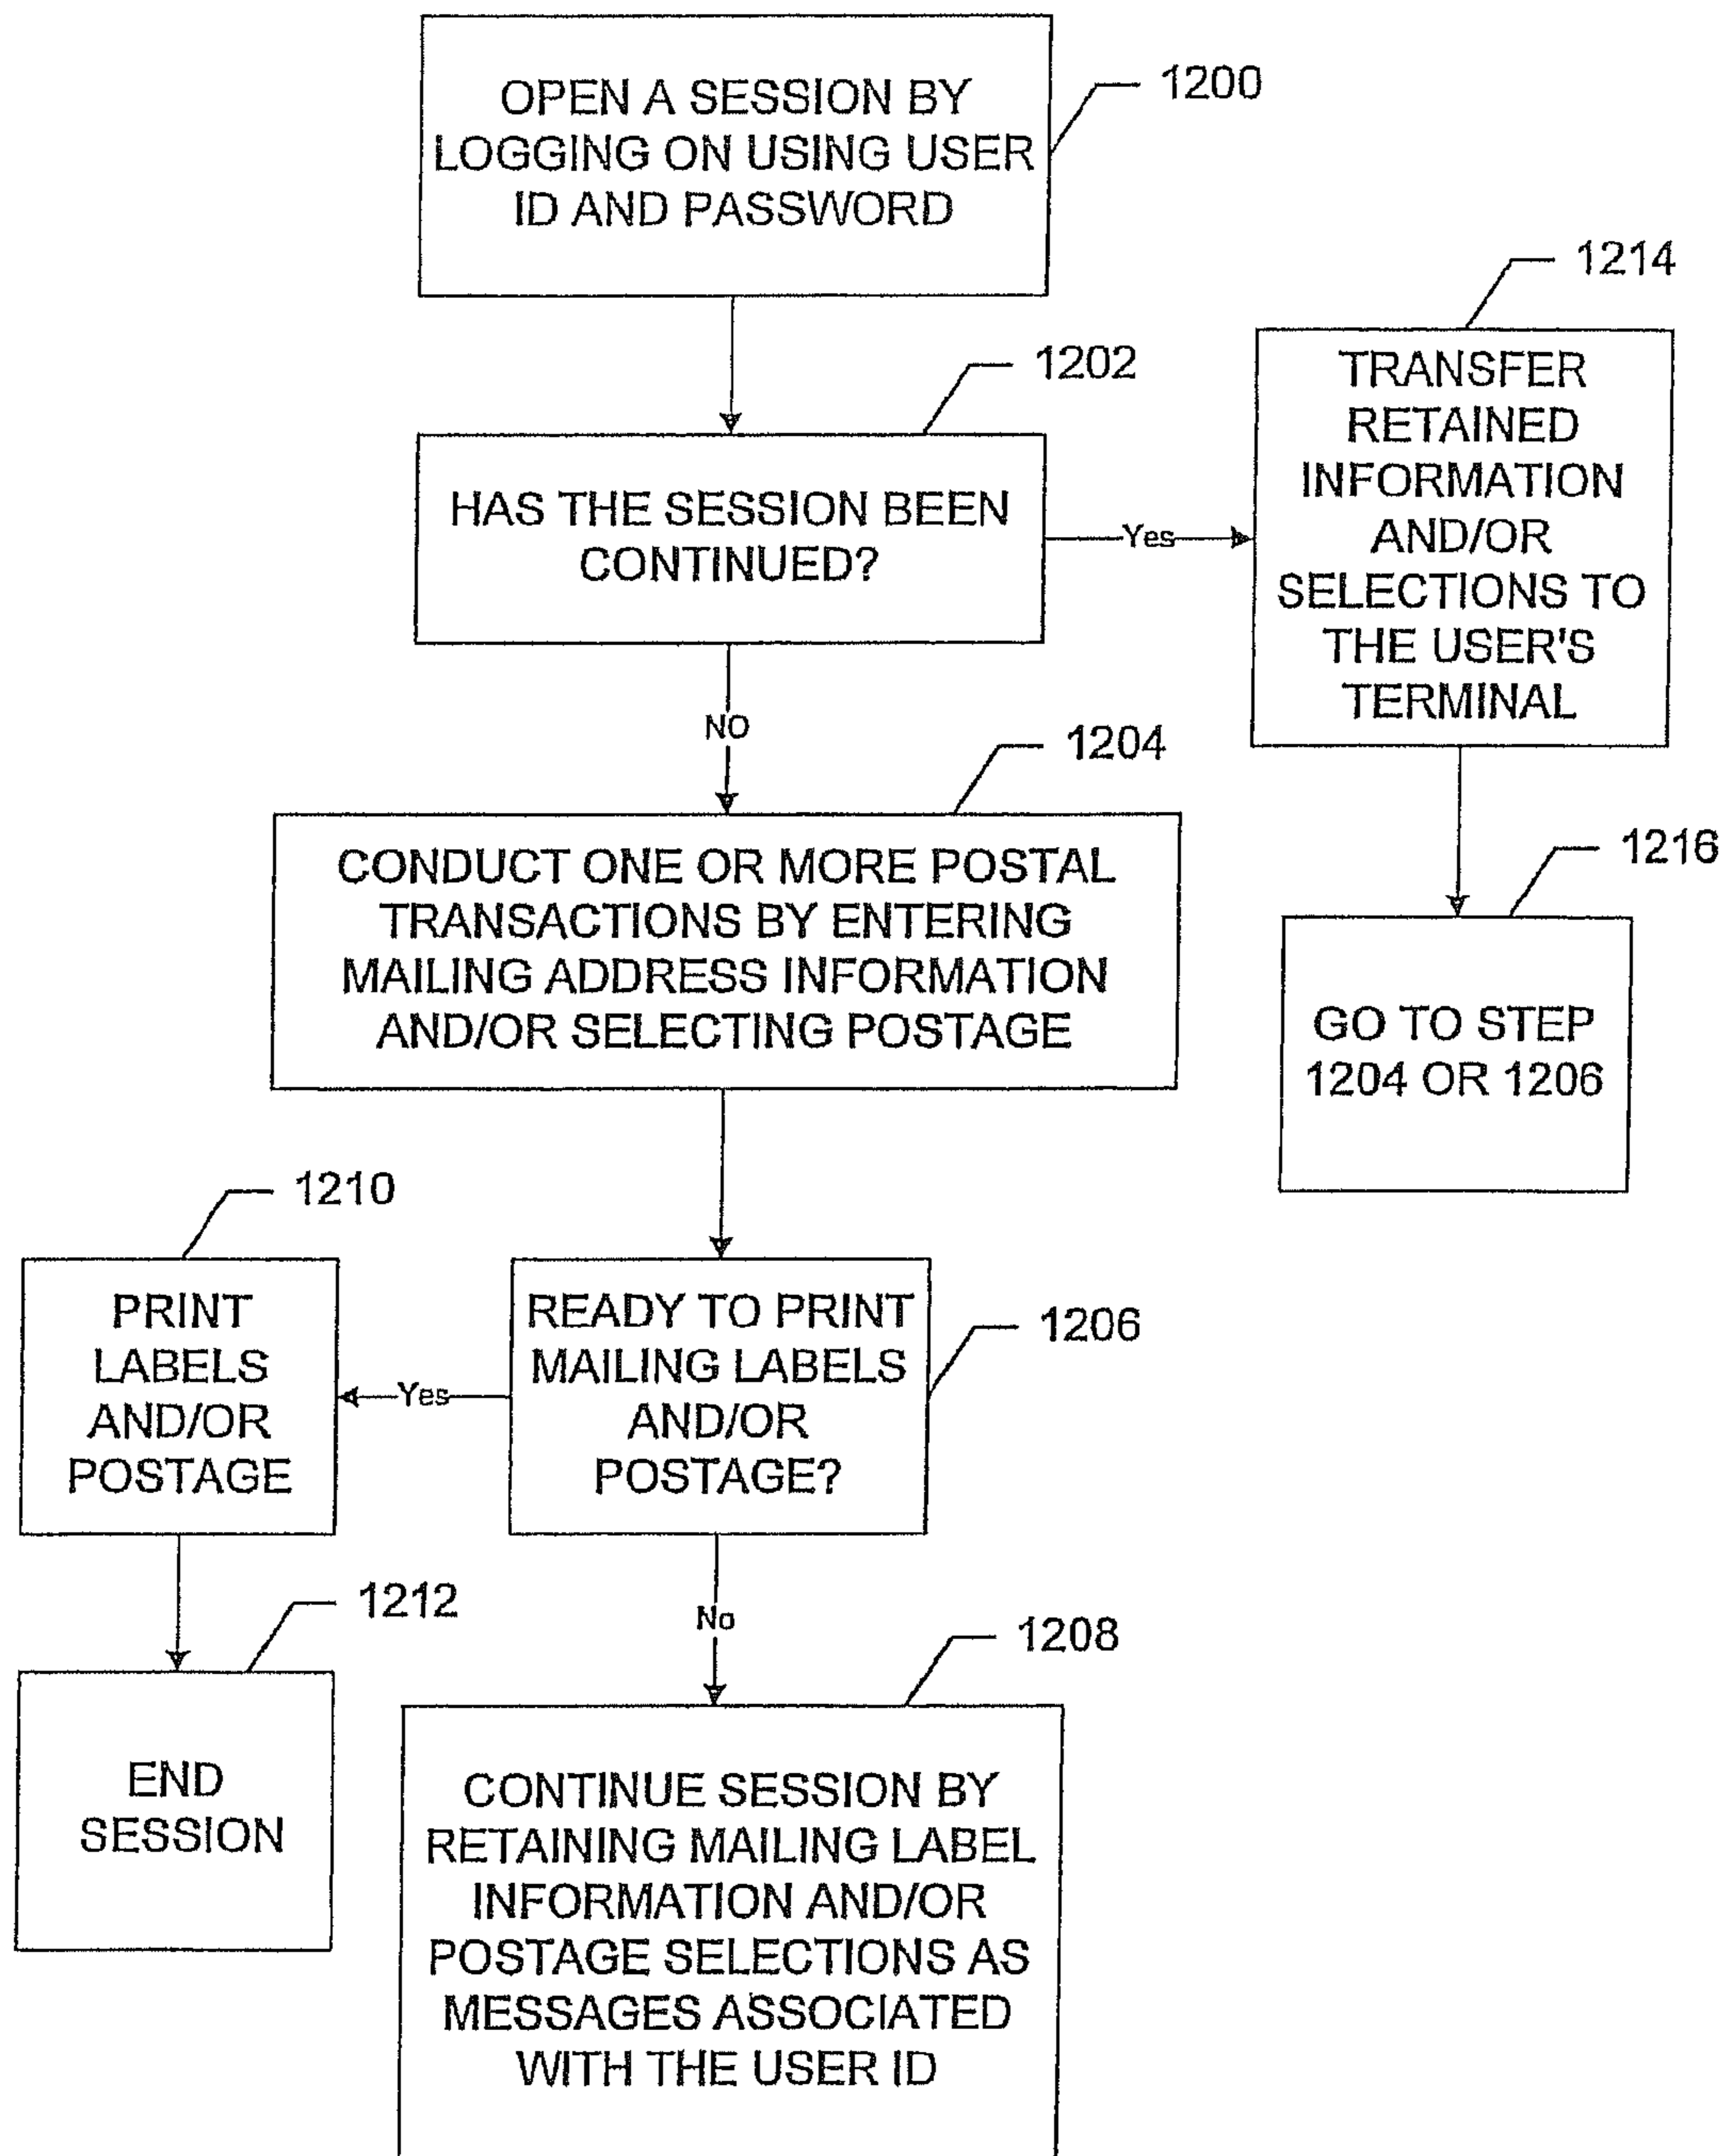 OPEN A SESSION BY
LOGGING ON USING USER
ID AND PASSWORD
1200
1202
HAS THE SESSION BEEN
CONTINUED?
Yes
1214
TRANSFER
RETAINED
INFORMATION
AND/OR
SELECTIONS TO
THE USER'S
TERMINAL
NO
1204
CONDUCT ONE OR MORE POSTAL
TRANSACTIONS BY ENTERING
MAILING ADDRESS INFORMATION
AND/OR SELECTING POSTAGE
1216
GO TO STEP
1204 OR 1206
1210
PRINT
LABELS
AND/OR
POSTAGE
Yes
READY TO PRINT
MAILING LABELS
AND/OR
POSTAGE?
1206
1212
END
SESSION
No
1208
CONTINUE SESSION BY
RETAINING MAILING LABEL
INFORMATION AND/OR
POSTAGE SELECTIONS AS
MESSAGES ASSOCIATED
WITH THE USER ID